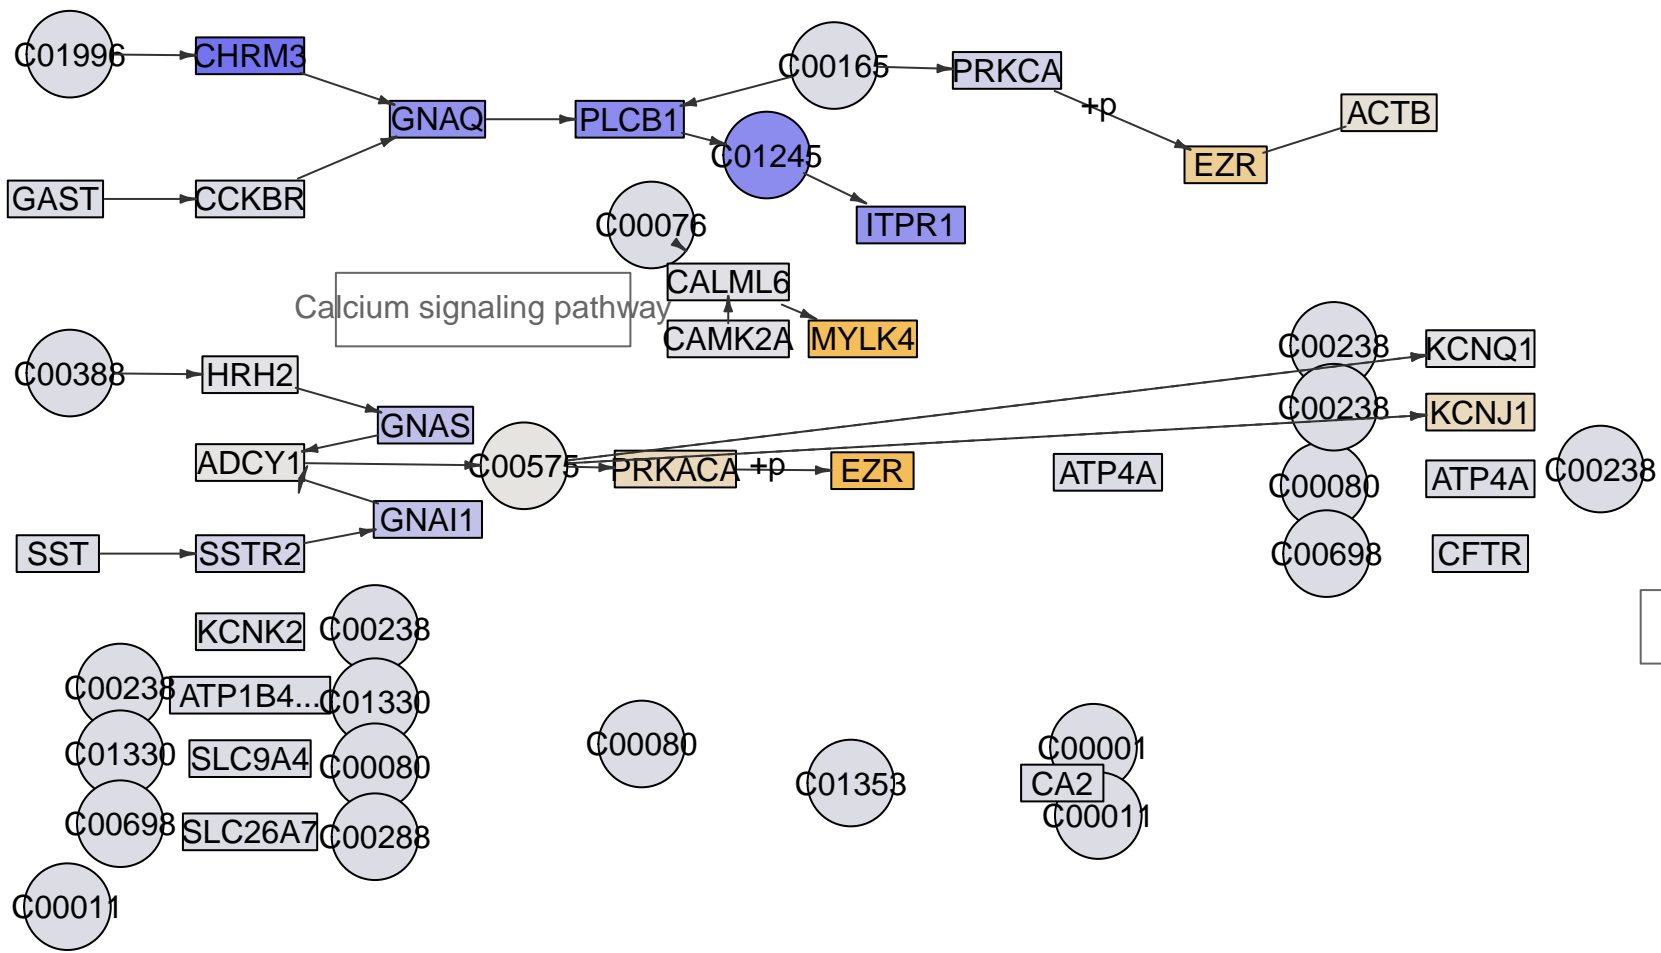 C01996
CHRM3
C00165
PRKCA
+p
ACTB
GNAQ
PLCB1
C01245
EZR
GAST
CCKBR
C00076
ITPR1
CALML6
Calcium signaling pathway
CAMK2A
MYLK4
C00238
KCNQ1
C00388
HRH2
C00238
KCNJ1
GNAS
ADCY1
C00575
PRKACA
+p
EZR
ATP4A
C00080
ATP4A
C00238
GNAI1
SST
SSTR2
C00698
CFTR
KCNK2
C00238
C00238
ATP1B4...
C01330
C01330
SLC9A4
C00080
C00080
C01353
C00001
CA2
C00011
C00698
SLC26A7
C00288
C00011